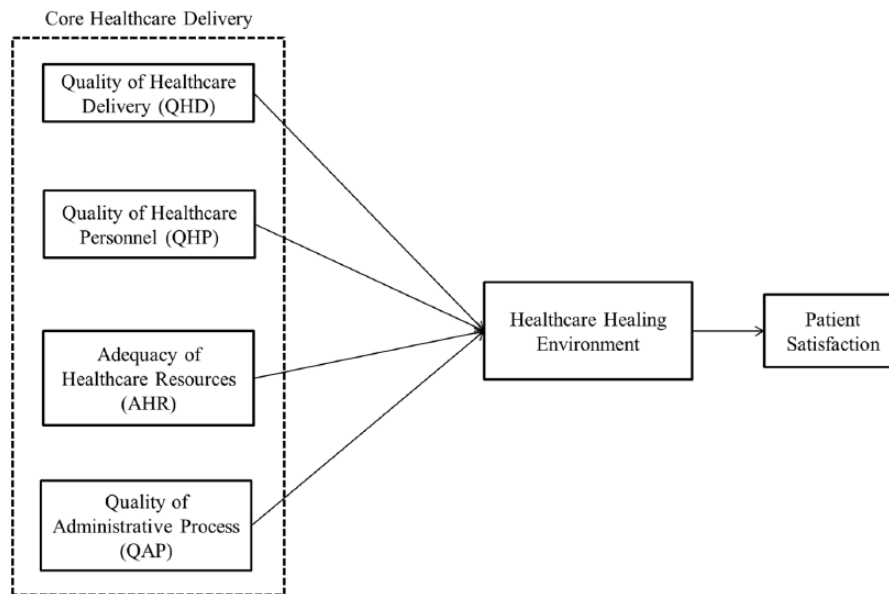 Core Healthcare Delivery
Quality of Healthcare
Delivery (QHD)
Quality of Healthcare
Personnel (QHP)
Adequacy of
Healthcare Resources
(AHR)
Quality of
Administrative Process
(QAP)
Healthcare Healing
Environment
Patient
Satisfaction